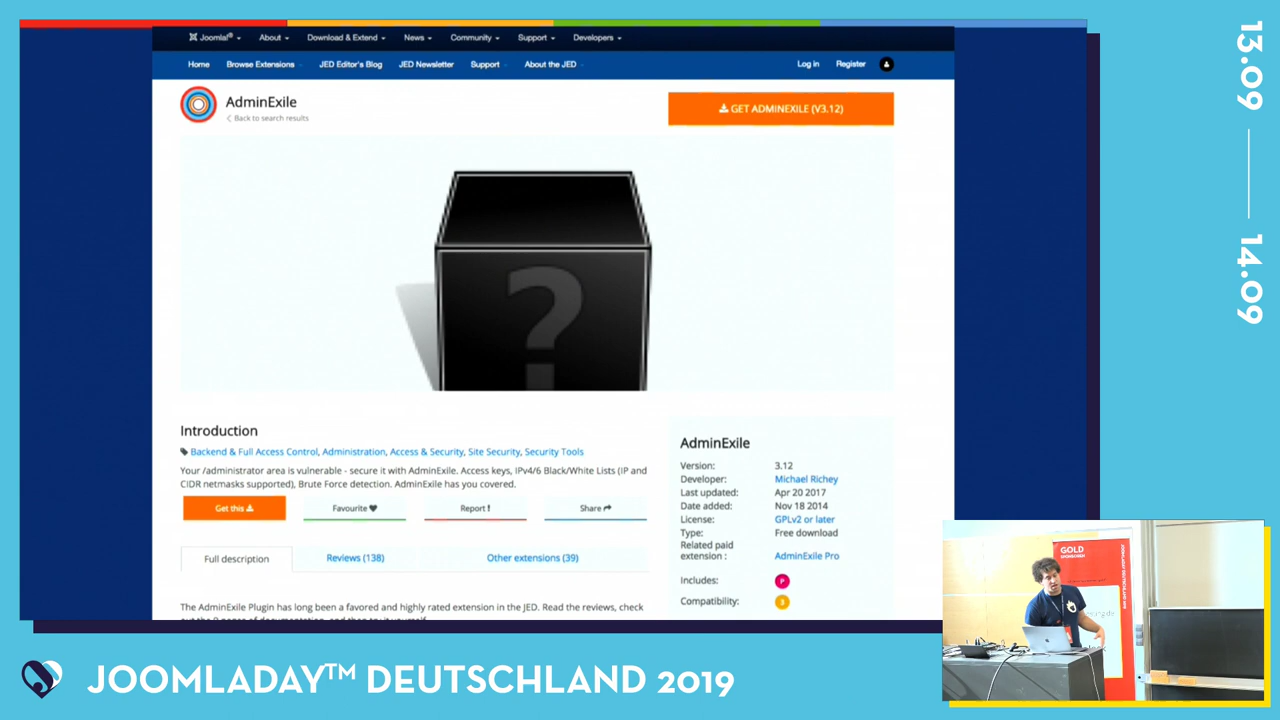 Joomla!® About Download & Extend News Community Support Developers
Home Browse Extensions JED Editor's Blog JED Newsletter Support About the JED Log in Register
AdminExile
Back to search results
GET ADMINEXILE (V3.12)
?
Introduction
Backend & Full Access Control, Administration, Access & Security, Site Security, Security Tools
Your /administrator area is vulnerable - secure it with AdminExile. Access keys, IPv4/6 Black/White Lists (IP and
CIDR netmasks supported), Brute Force detection. AdminExile has you covered.
Get this Favourite Report ! Share
Full description Reviews (138) Other extensions (39)
The AdminExile Plugin has long been a favored and highly rated extension in the JED. Read the reviews, check
AdminExile
Version: 3.12
Developer: Michael Richey
Last updated: Apr 20 2017
Date added: Nov 18 2014
License: GPLv2 or later
Type: Free download
Related paid
extension : AdminExile Pro
Includes: P
Compatibility: 3
13.09
14.09
GOLD
SPONSOREN
JOOMLADAY™ DEUTSCHLAND 2019